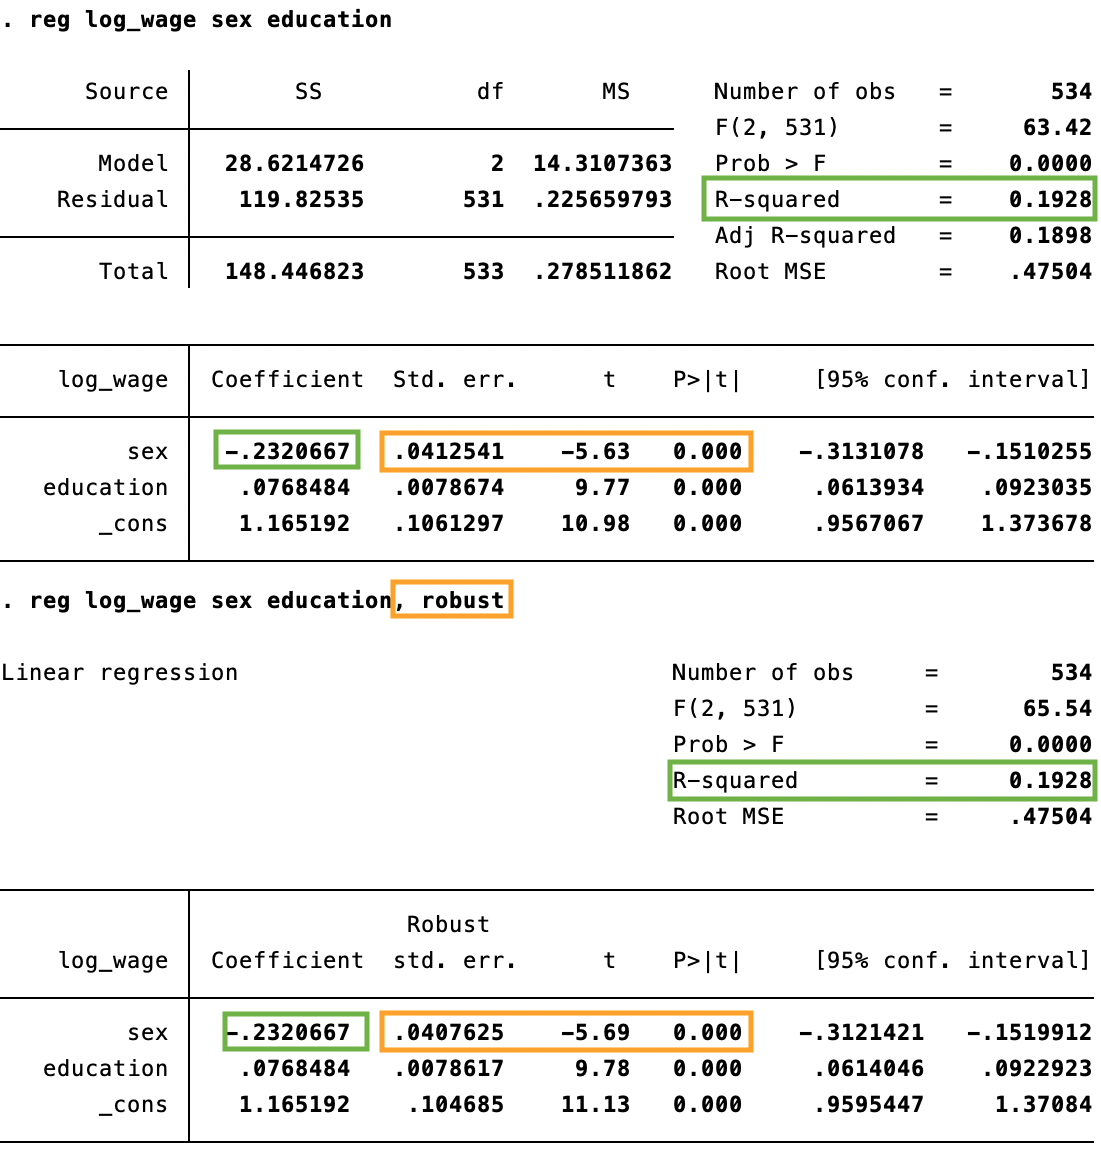 . reg log_wage sex education
Source SS df MS Number of obs = 534
F(2, 531) = 63.42
Model 28.6214726 2 14.3107363 Prob > F = 0.0000
Residual 119.82535 531 .225659793 R-squared = 0.1928
Adj R-squared = 0.1898
Total 148.446823 533 .278511862 Root MSE = .47504
log_wage Coefficient Std. err. t P>|t| [95% conf. interval]
sex -.2320667 .0412541 -5.63 0.000 -.3131078 -.1510255
education .0768484 .0078674 9.77 0.000 .0613934 .0923035
_cons 1.165192 .1061297 10.98 0.000 .9567067 1.373678
. reg log_wage sex education, robust
Linear regression Number of obs = 534
F(2, 531) = 65.54
Prob > F = 0.0000
R-squared = 0.1928
Root MSE = .47504
Robust
log_wage Coefficient std. err. t P>|t| [95% conf. interval]
sex -.2320667 .0407625 -5.69 0.000 -.3121421 -.1519912
education .0768484 .0078617 9.78 0.000 .0614046 .0922923
_cons 1.165192 .104685 11.13 0.000 .9595447 1.37084